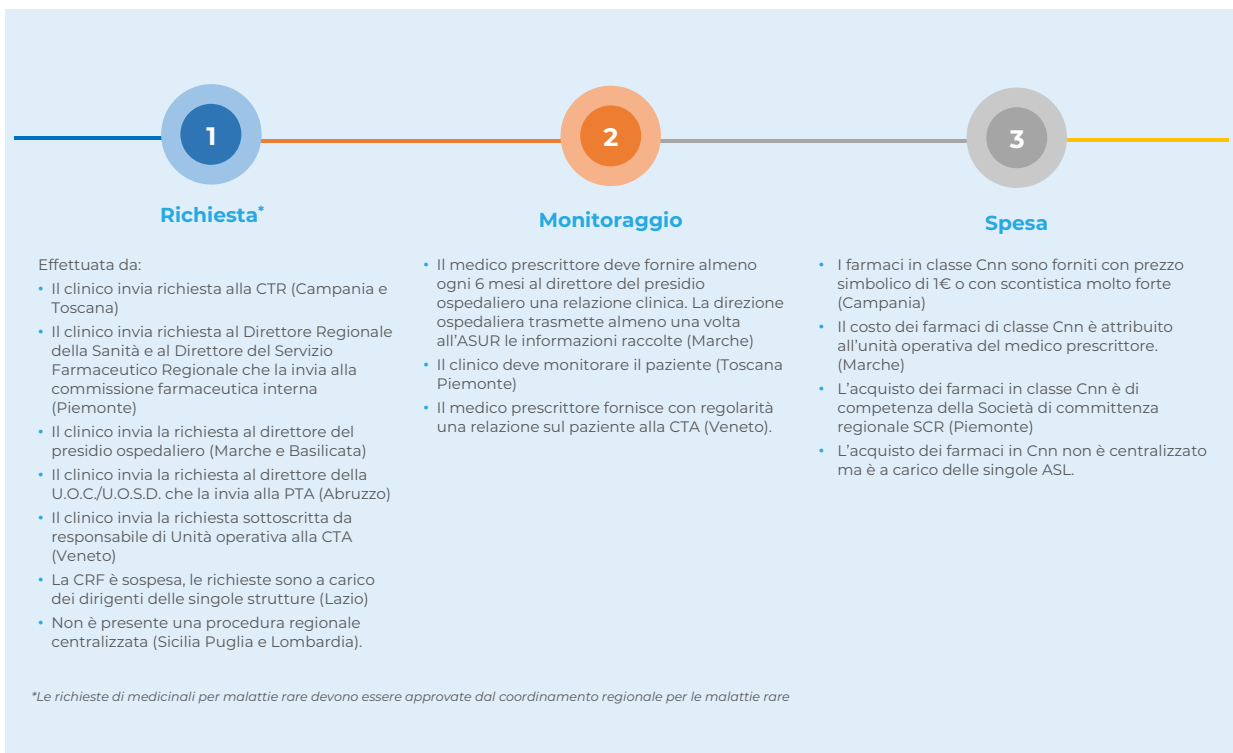 1
Richiesta*
Effettuata da:
• Il clinico invia richiesta alla CTR (Campania e
Toscana)
• Il clinico invia richiesta al Direttore Regionale
della Sanità e al Direttore del Servizio
Farmaceutico Regionale che la invia alla
commissione farmaceutica interna
(Piemonte)
• Il clinico invia la richiesta al direttore del
presidio ospedaliero (Marche e Basilicata)
• Il clinico invia la richiesta al direttore della
U.O.C./U.O.S.D. che la invia alla PTA (Abruzzo)
• Il clinico invia la richiesta sottoscritta da
responsabile di Unità operativa alla CTA
(Veneto)
• La CRF è sospesa, le richieste sono a carico
dei dirigenti delle singole strutture (Lazio)
• Non è presente una procedura regionale
centralizzata (Sicilia Puglia e Lombardia).
2
Monitoraggio
• Il medico prescrittore deve fornire almeno
ogni 6 mesi al direttore del presidio
ospedaliero una relazione clinica. La direzione
ospedaliera trasmette almeno una volta
all'ASUR le informazioni raccolte (Marche)
• Il clinico deve monitorare il paziente (Toscana
Piemonte)
• Il medico prescrittore fornisce con regolarità
una relazione sul paziente alla CTA (Veneto).
3
Spesa
• I farmaci in classe Cnn sono forniti con prezzo
simbolico di 1€ o con scontistica molto forte
(Campania)
• Il costo dei farmaci di classe Cnn è attribuito
all'unità operativa del medico prescrittore.
(Marche)
• L'acquisto dei farmaci in classe Cnn è di
competenza della Società di committenza
regionale SCR (Piemonte)
• L'acquisto dei farmaci in Cnn non è centralizzato
ma è a carico delle singole ASL.
*Le richieste di medicinali per malattie rare devono essere approvate dal coordinamento regionale per le malattie rare